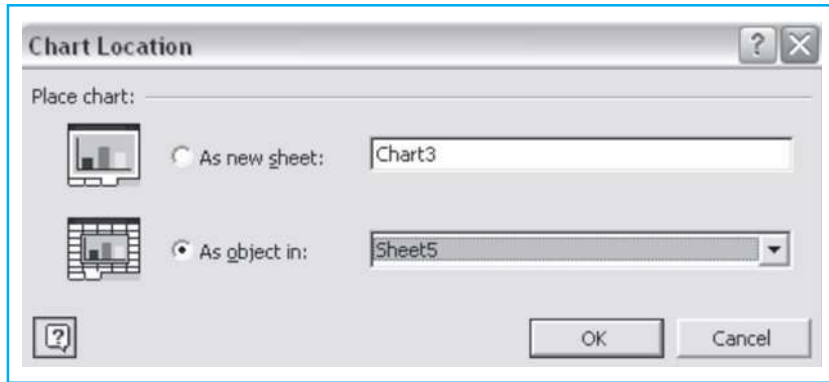 Chart Location
Place chart:
As new sheet: Chart3
As object in: Sheet5
OK Cancel